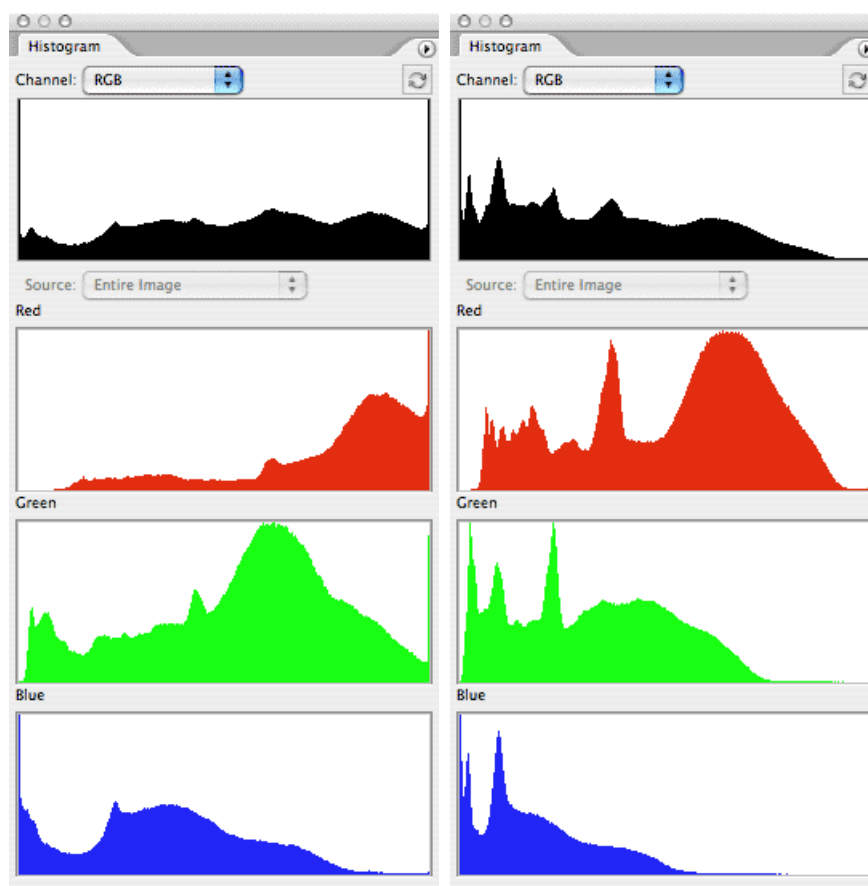 Histogram
Channel: RGB
Source: Entire Image
Red
Green
Blue
Histogram
Channel: RGB
Source: Entire Image
Red
Green
Blue